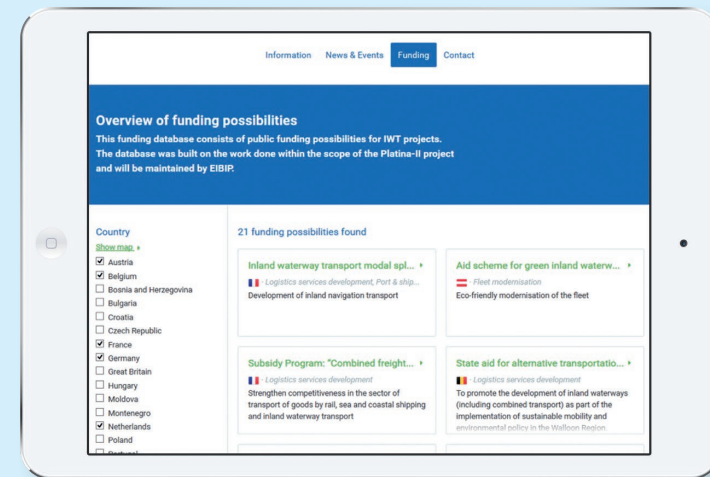 Information News & Events Funding Contact
Overview of funding possibilities
This funding database consists of public funding possibilities for IWT projects.
The database was built on the work done within the scope of the Platina-II project
and will be maintained by EIBIP.
Country
Show map
Austria
Belgium
Bosnia and Herzegovina
Bulgaria
Croatia
Czech Republic
France
Germany
Great Britain
Hungary
Moldova
Montenegro
Netherlands
Poland
21 funding possibilities found
Inland waterway transport modal spl...
- Logistics services development, Port & ship...
Development of inland navigation transport
Aid scheme for green inland waterw...
- Fleet modernisation
Eco-friendly modernisation of the fleet
Subsidy Program: "Combined freight...
- Logistics services development
Strengthen competitiveness in the sector of
transport of goods by rail, sea and coastal shipping
and inland waterway transport
State aid for alternative transportatio...
- Logistics services development
To promote the development of inland waterways
(including combined transport) as part of the
implementation of sustainable mobility and
environmental policy in the Walloon Region.